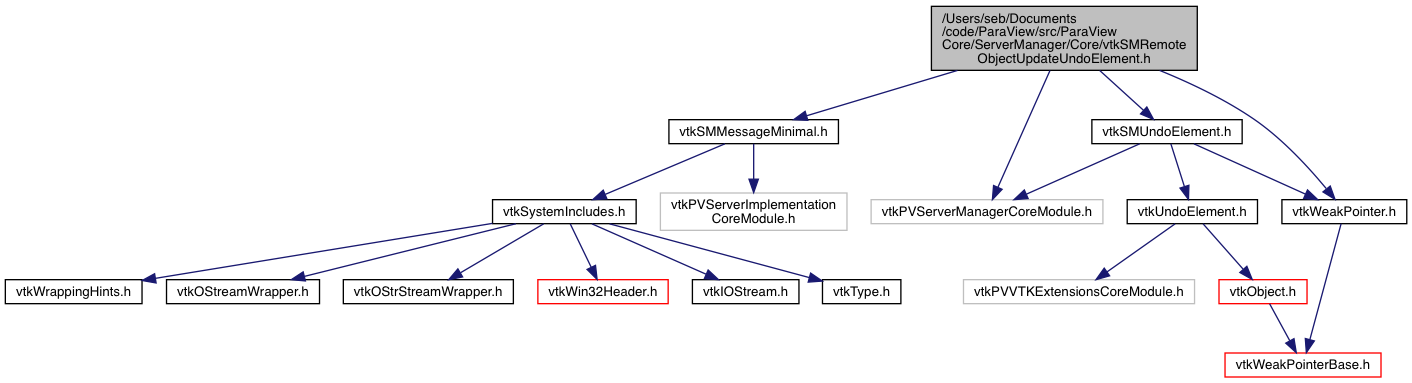 /Users/seb/Documents
/code/ParaView/src/ParaView
Core/ServerManager/Core/vtkSMRemote
ObjectUpdateUndoElement.h
vtkSMMessageMinimal.h
vtkSMUndoElement.h
vtkSystemIncludes.h
vtkPVServerImplementation
CoreModule.h
vtkPVServerManagerCoreModule.h
vtkUndoElement.h
vtkWeakPointer.h
vtkWrappingHints.h
vtkOStreamWrapper.h
vtkOStrStreamWrapper.h
vtkWin32Header.h
vtkIOStream.h
vtkType.h
vtkPVVTKExtensionsCoreModule.h
vtkObject.h
vtkWeakPointerBase.h